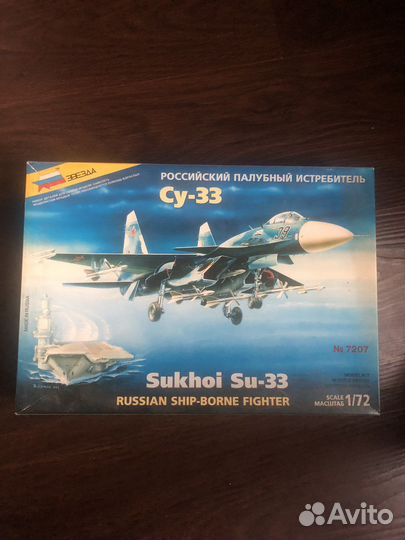 ЗВЕЗДА
РОССИЙСКИЙ ПАЛУБНЫЙ ИСТРЕБИТЕЛЬ
Су-33
39
№ 7207
Sukhoi Su-33
RUSSIAN SHIP-BORNE FIGHTER
SCALE
МАСШТАБ 1/72
Avito